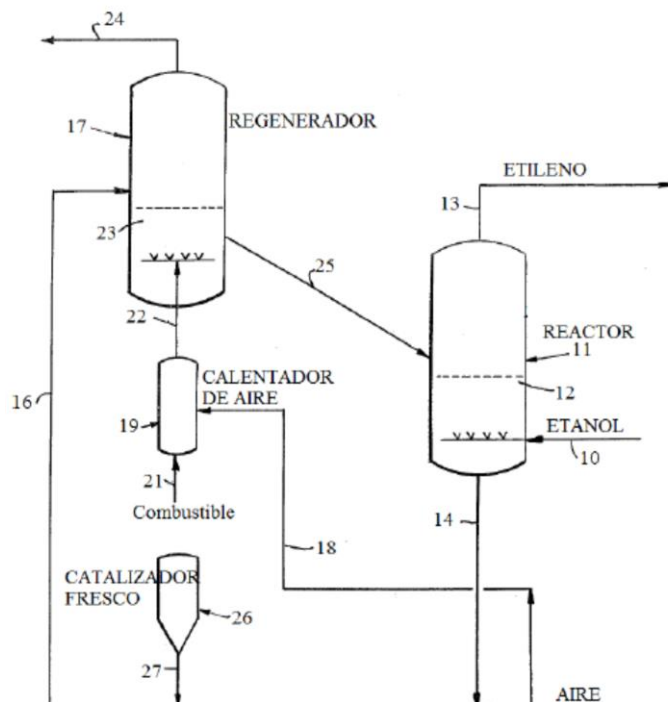 24
REGENERADOR
17
ETILENO
13
23
25
22
REACTOR
11
CALENTADOR
DE AIRE
12
16
19
ETANOL
10
21
14
Combustible
18
CATALIZADOR
FRESCO
26
27
AIRE